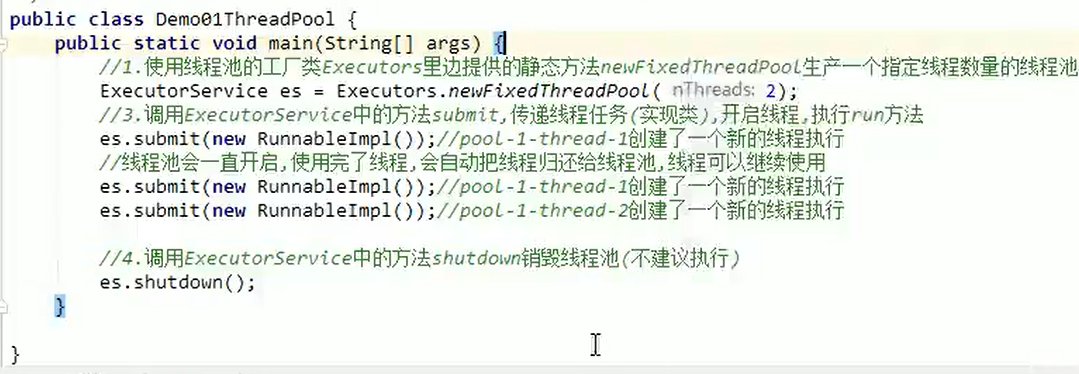 public class Demo01ThreadPool {
    public static void main(String[] args) {
        //1.使用线程池的工厂类Executors里边提供的静态方法newFixedThreadPool生产一个指定线程数量的线程池
        ExecutorService es = Executors.newFixedThreadPool( nThreads: 2);
        //3.调用ExecutorService中的方法submit,传递线程任务(实现类),开启线程,执行run方法
        es.submit(new RunnableImpl());//pool-1-thread-1创建了一个新的线程执行
        //线程池会一直开启,使用完了线程,会自动把线程归还给线程池,线程可以继续使用
        es.submit(new RunnableImpl());//pool-1-thread-1创建了一个新的线程执行
        es.submit(new RunnableImpl());//pool-1-thread-2创建了一个新的线程执行
        //4.调用ExecutorService中的方法shutdown销毁线程池(不建议执行)
        es.shutdown();
    }
}